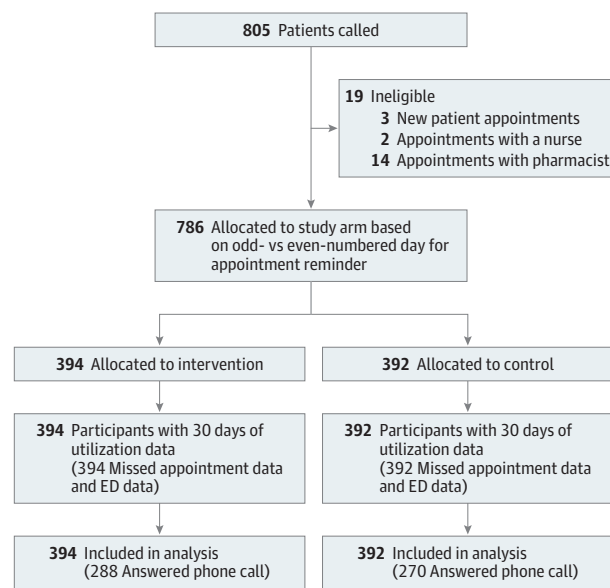 805 Patients called
19 Ineligible
3 New patient appointments
2 Appointments with a nurse
14 Appointments with pharmacist
786 Allocated to study arm based
on odd- vs even-numbered day for
appointment reminder
394 Allocated to intervention
392 Allocated to control
394 Participants with 30 days of
utilization data
(394 Missed appointment data
and ED data)
392 Participants with 30 days of
utilization data
(392 Missed appointment data
and ED data)
394 Included in analysis
(288 Answered phone call)
392 Included in analysis
(270 Answered phone call)